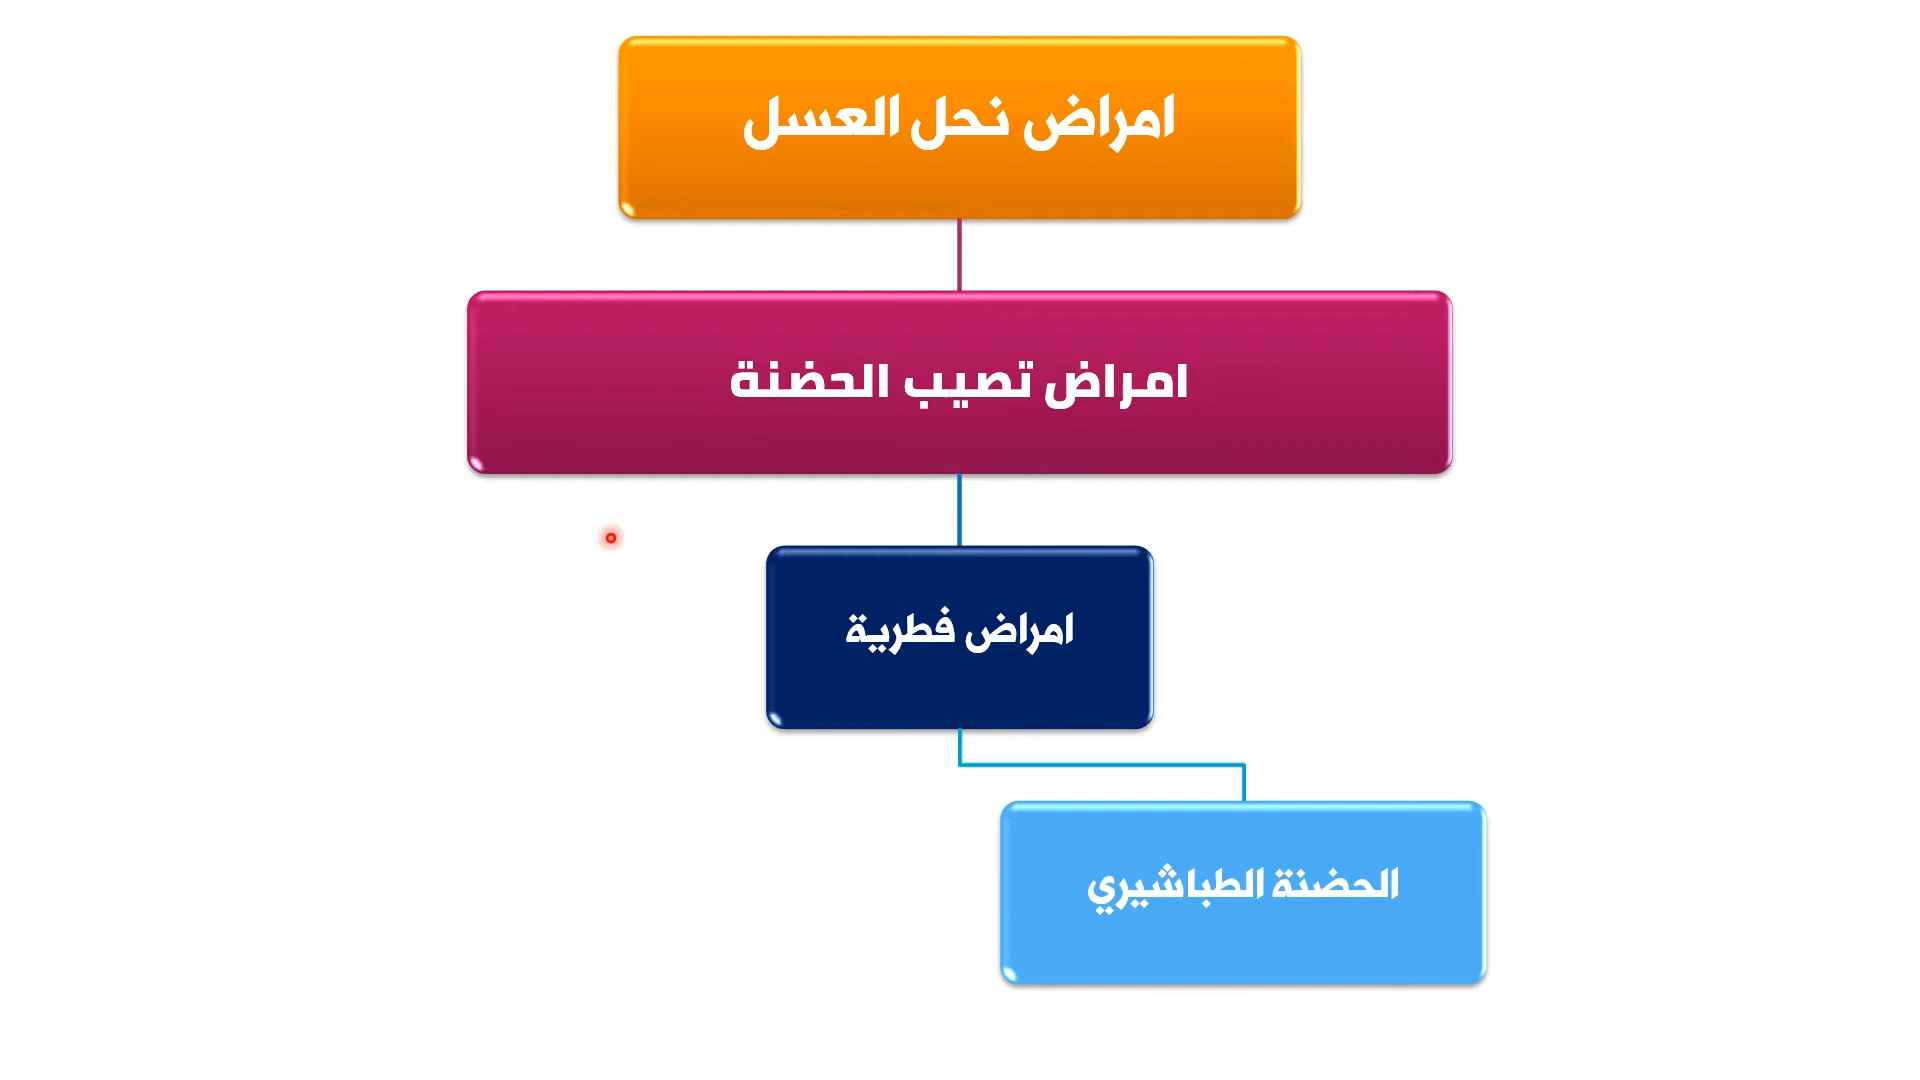 امراض نحل العسل
امراض تصيب الحضنة
امراض فطرية
الحضنة الطباشيري